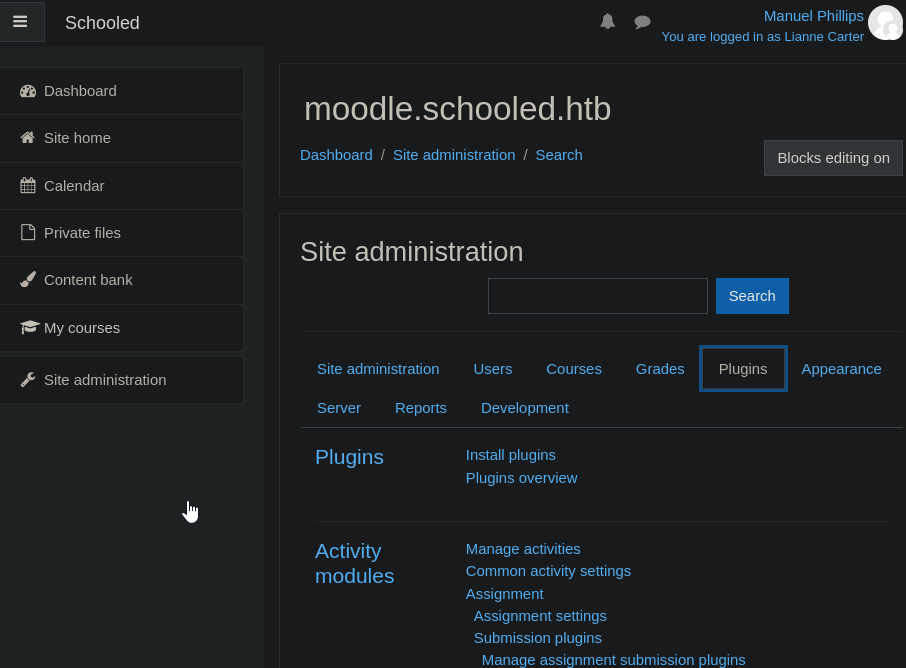 Schooled
Manuel Phillips
You are logged in as Lianne Carter
Dashboard
Site home
Calendar
Private files
Content bank
My courses
Site administration
moodle.schooled.htb
Dashboard / Site administration / Search
Blocks editing on
Site administration
Search
Site administration Users Courses Grades Plugins Appearance
Server Reports Development
Plugins
Install plugins
Plugins overview
Activity
modules
Manage activities
Common activity settings
Assignment
Assignment settings
Submission plugins
Manage assignment submission plugins